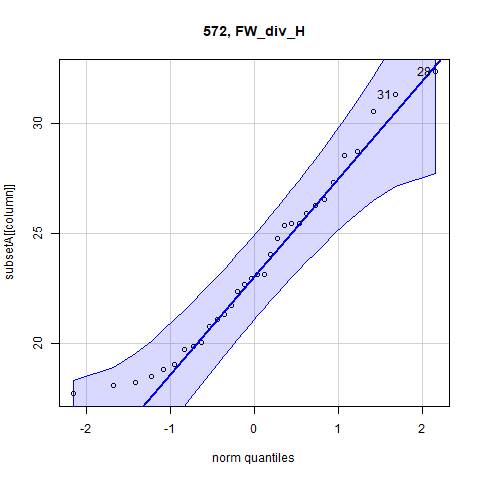 572, FW_div_H
28
31
30
25
20
subsetA[[column]]
-2 -1 0 1 2
norm quantiles